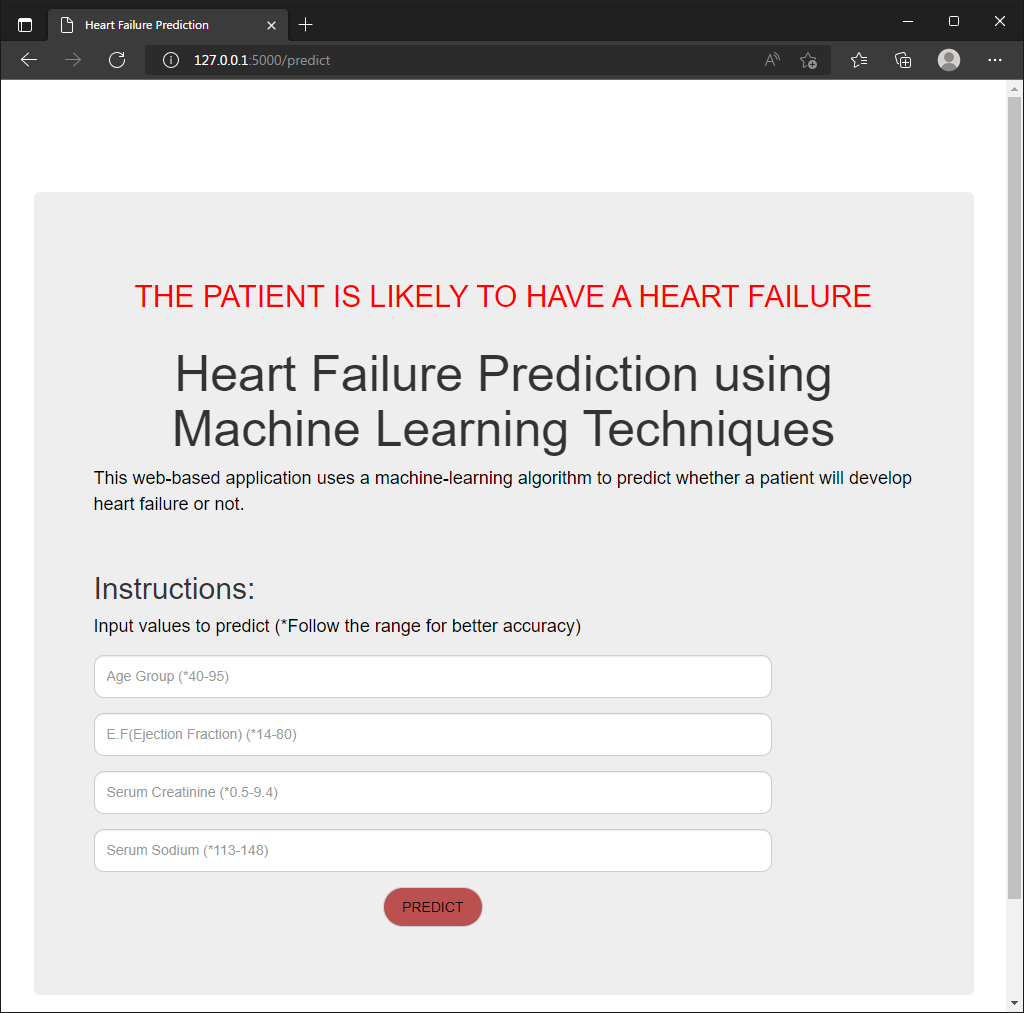 Heart Failure Prediction
127.0.0.1:5000/predict
THE PATIENT IS LIKELY TO HAVE A HEART FAILURE
Heart Failure Prediction using
Machine Learning Techniques
This web-based application uses a machine-learning algorithm to predict whether a patient will develop
heart failure or not.
Instructions:
Input values to predict (*Follow the range for better accuracy)
Age Group (*40-95)
E.F(Ejection Fraction) (*14-80)
Serum Creatinine (*0.5-9.4)
Serum Sodium (*113-148)
PREDICT